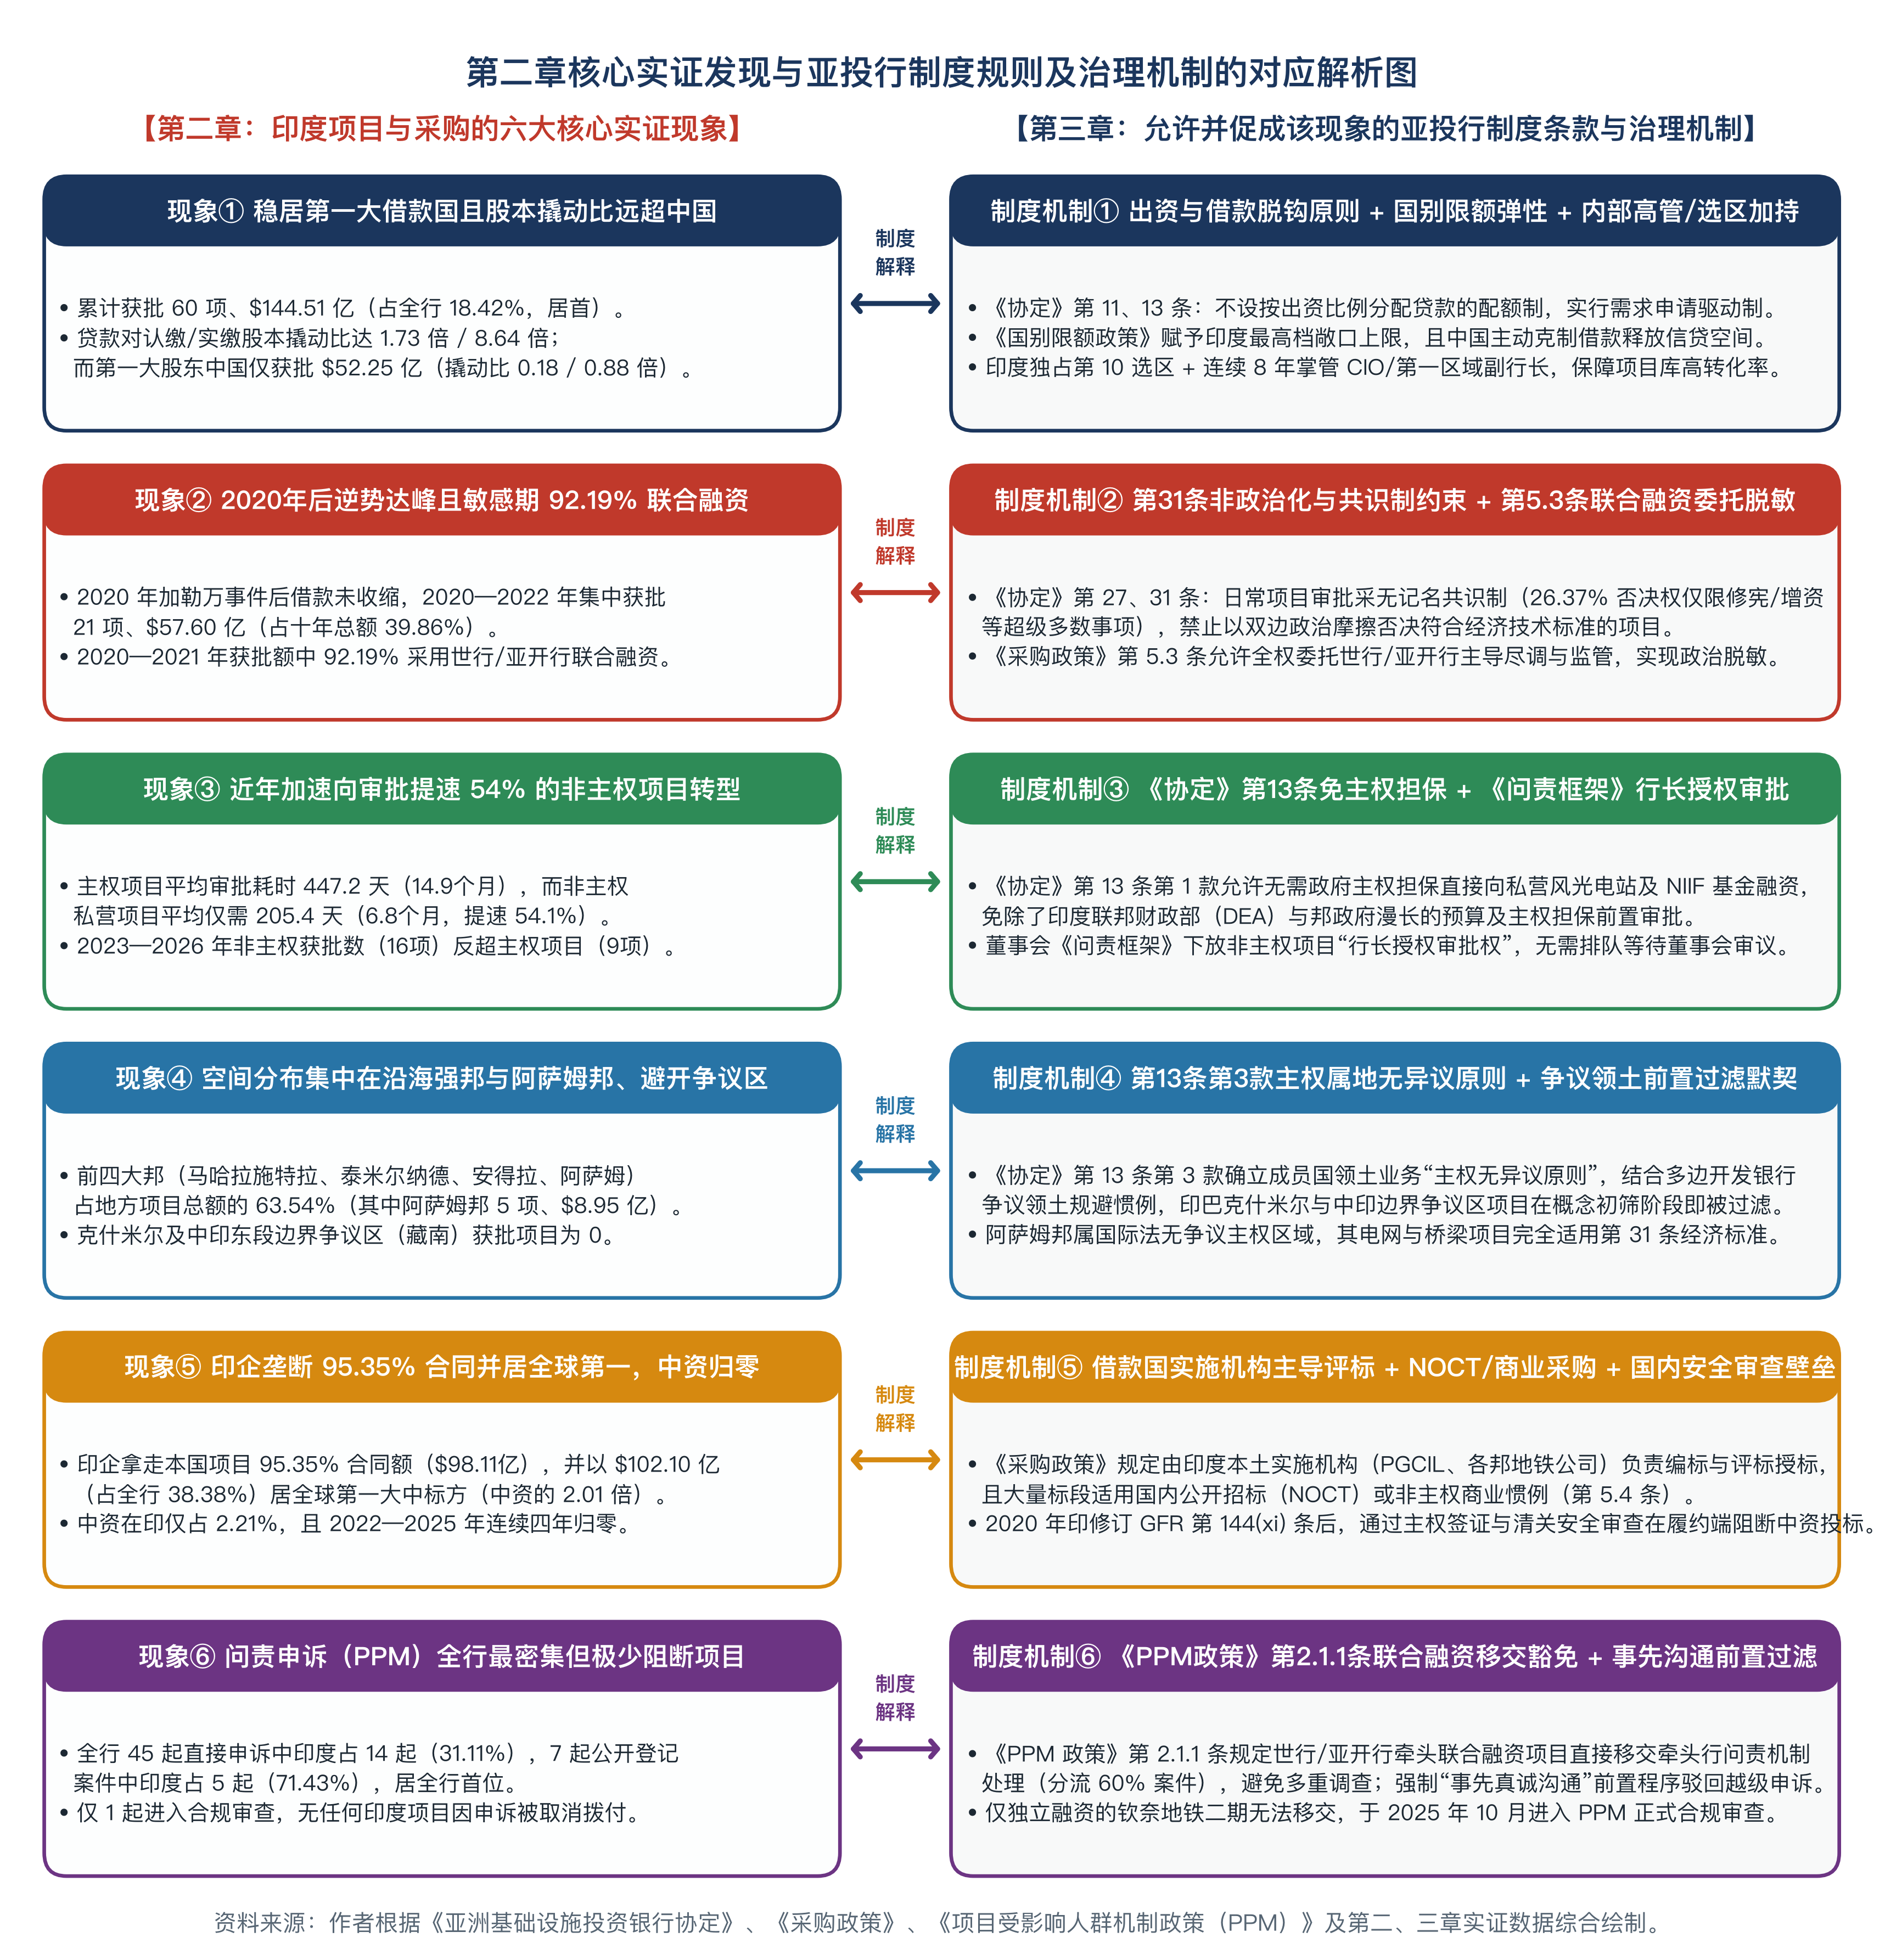 第二章核心实证发现与亚投行制度规则及治理机制的对应解析图
【第二章：印度项目与采购的六大核心实证现象】
【第三章：允许并促成该现象的亚投行制度条款与治理机制】
现象① 稳居第一大借款国且股本撬动比远超中国
• 累计获批 60 项、$144.51 亿（占全行 18.42%，居首）。
• 贷款对认缴/实缴股本撬动比达 1.73 倍 / 8.64 倍；
而第一大股东中国仅获批 $52.25 亿（撬动比 0.18 / 0.88 倍）。
制度
解释
制度机制① 出资与借款脱钩原则 + 国别限额弹性 + 内部高管/选区加持
• 《协定》第 11、13 条：不设按出资比例分配贷款的配额制，实行需求申请驱动制。
• 《国别限额政策》赋予印度最高档敞口上限，且中国主动克制借款释放信贷空间。
• 印度独占第 10 选区 + 连续 8 年掌管 CIO/第一区域副行长，保障项目库高转化率。
现象② 2020年后逆势达峰且敏感期 92.19% 联合融资
• 2020 年加勒万事件后借款未收缩，2020—2022 年集中获批
21 项、$57.60 亿（占十年总额 39.86%）。
• 2020—2021 年获批额中 92.19% 采用世行/亚开行联合融资。
制度
解释
制度机制② 第31条非政治化与共识制约束 + 第5.3条联合融资委托脱敏
• 《协定》第 27、31 条：日常项目审批采无记名共识制（26.37% 否决权仅限修宪/增资
等超级多数事项），禁止以双边政治摩擦否决符合经济技术标准的项目。
• 《采购政策》第 5.3 条允许全权委托世行/亚开行主导尽调与监管，实现政治脱敏。
现象③ 近年加速向审批提速 54% 的非主权项目转型
• 主权项目平均审批耗时 447.2 天（14.9个月），而非主权
私营项目平均仅需 205.4 天（6.8个月，提速 54.1%）。
• 2023—2026 年非主权获批数（16项）反超主权项目（9项）。
制度
解释
制度机制③ 《协定》第13条免主权担保 + 《问责框架》行长授权审批
• 《协定》第 13 条第 1 款允许无需政府主权担保直接向私营风光电站及 NIIF 基金融资，
免除了印度联邦财政部（DEA）与邦政府漫长的预算及主权担保前置审批。
• 董事会《问责框架》下放非主权项目“行长授权审批权”，无需排队等待董事会审议。
现象④ 空间分布集中在沿海强邦与阿萨姆邦、避开争议区
• 前四大邦（马哈拉施特拉、泰米尔纳德、安得拉、阿萨姆）
占地方项目总额的 63.54%（其中阿萨姆邦 5 项、$8.95 亿）。
• 克什米尔及中印东段边界争议区（藏南）获批项目为 0。
制度
解释
制度机制④ 第13条第3款主权属地无异议原则 + 争议领土前置过滤默契
• 《协定》第 13 条第 3 款确立成员国领土业务“主权无异议原则”，结合多边开发银行
争议领土规避惯例，印巴克什米尔与中印边界争议区项目在概念初筛阶段即被过滤。
• 阿萨姆邦属国际法无争议主权区域，其电网与桥梁项目完全适用第 31 条经济标准。
现象⑤ 印企垄断 95.35% 合同并居全球第一，中资归零
• 印企拿走本国项目 95.35% 合同额（$98.11亿），并以 $102.10 亿
（占全行 38.38%）居全球第一大中标方（中资的 2.01 倍）。
• 中资在印仅占 2.21%，且 2022—2025 年连续四年归零。
制度
解释
制度机制⑤ 借款国实施机构主导评标 + NOCT/商业采购 + 国内安全审查壁垒
• 《采购政策》规定由印度本土实施机构（PGCIL、各邦地铁公司）负责编标与评标授标，
且大量标段适用国内公开招标（NOCT）或非主权商业惯例（第 5.4 条）。
• 2020 年印修订 GFR 第 144(xi) 条后，通过主权签证与清关安全审查在履约端阻断中资投标。
现象⑥ 问责申诉（PPM）全行最密集但极少阻断项目
• 全行 45 起直接申诉中印度占 14 起（31.11%），7 起公开登记
案件中印度占 5 起（71.43%），居全行首位。
• 仅 1 起进入合规审查，无任何印度项目因申诉被取消拨付。
制度
解释
制度机制⑥ 《PPM政策》第2.1.1条联合融资移交豁免 + 事先沟通前置过滤
• 《PPM 政策》第 2.1.1 条规定世行/亚开行牵头联合融资项目直接移交牵头行问责机制
处理（分流 60% 案件），避免多重调查；强制“事先真诚沟通”前置程序驳回越级申诉。
• 仅独立融资的钦奈地铁二期无法移交，于 2025 年 10 月进入 PPM 正式合规审查。
资料来源：作者根据《亚洲基础设施投资银行协定》、《采购政策》、《项目受影响人群机制政策（PPM）》及第二、三章实证数据综合绘制。